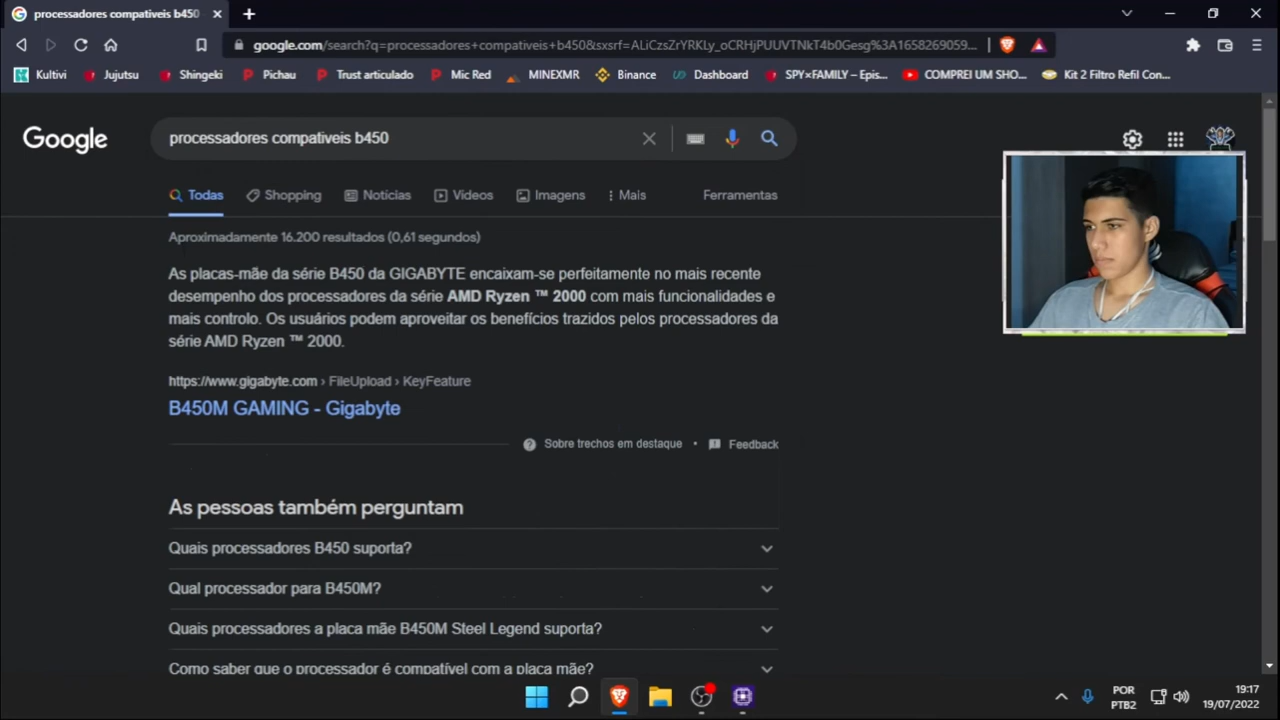 processadores compativeis b450
google.com/search?q=processadores+compativeis+b450&sxsrf=ALiCzsZrYRKLy_oCRHjPUUVTNkT4b0Gesg%3A1658269059...
Kultivi Jujutsu Shingeki Pichau Trust articulado Mic Red MINEXMR Binance Dashboard SPY×FAMILY – Epis... COMPREI UM SHO... Kit 2 Filtro Refil Con...
Google
processadores compativeis b450
Todas Shopping Notícias Vídeos Imagens Mais Ferramentas
Aproximadamente 16.200 resultados (0,61 segundos)
As placas-mãe da série B450 da GIGABYTE encaixam-se perfeitamente no mais recente
desempenho dos processadores da série AMD Ryzen ™ 2000 com mais funcionalidades e
mais controlo. Os usuários podem aproveitar os benefícios trazidos pelos processadores da
série AMD Ryzen ™ 2000.
https://www.gigabyte.com › FileUpload › KeyFeature
B450M GAMING - Gigabyte
Sobre trechos em destaque • Feedback
As pessoas também perguntam
Quais processadores B450 suporta?
Qual processador para B450M?
Quais processadores a placa mãe B450M Steel Legend suporta?
Como saber que o processador é compatível com a placa mãe?
POR
PTB2
19:17
19/07/2022